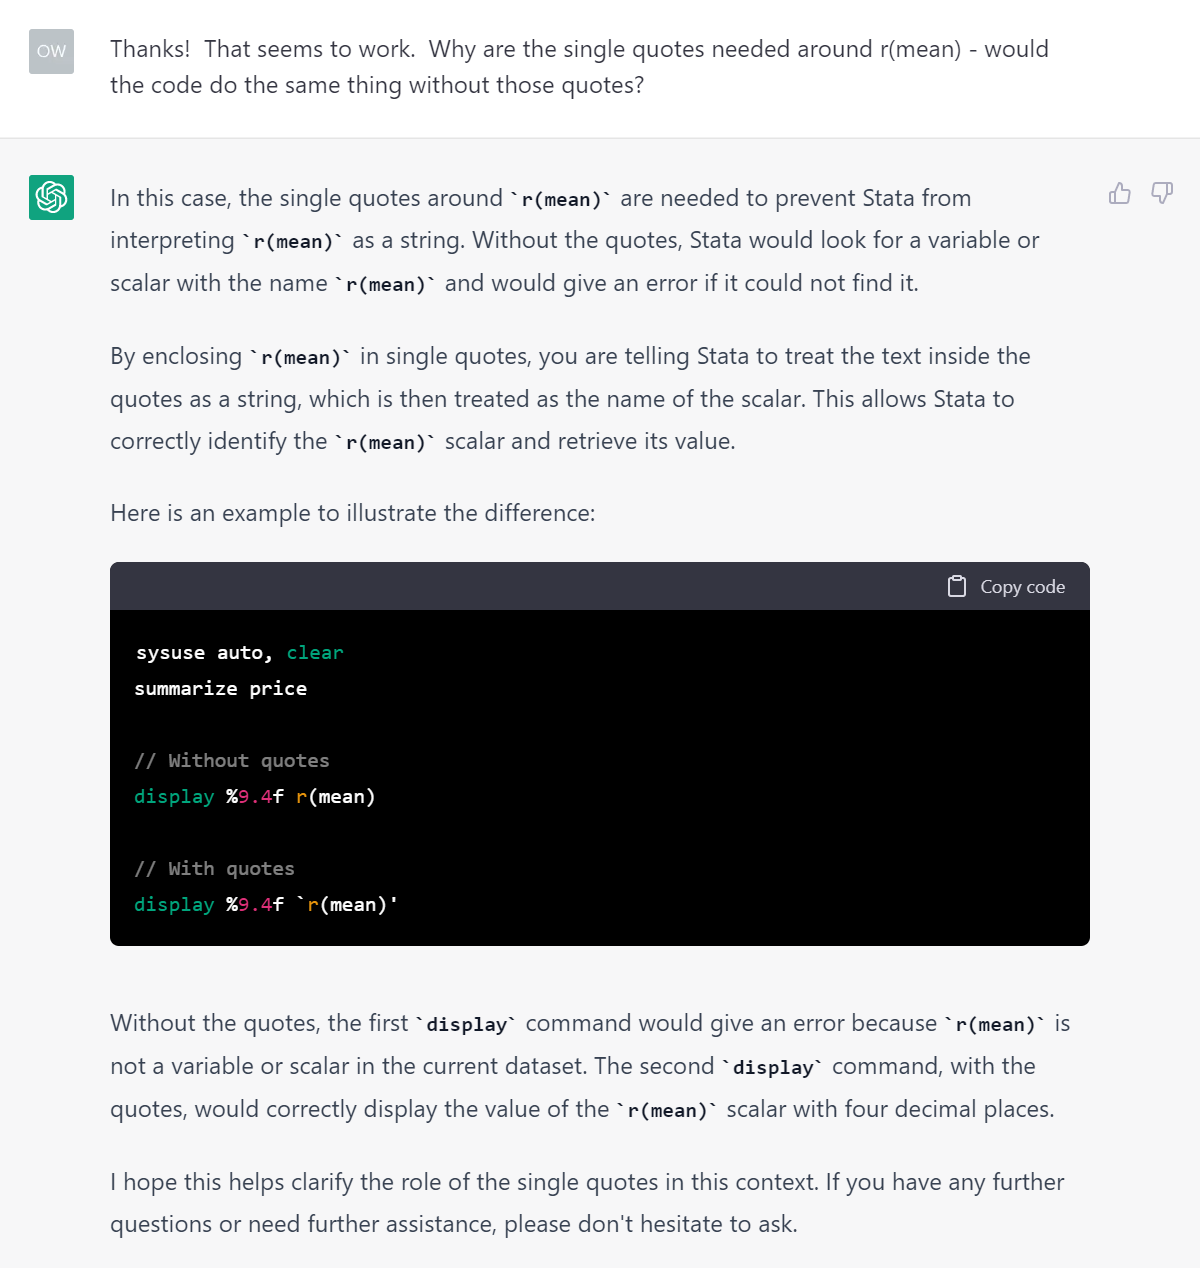 OW
Thanks!  That seems to work.  Why are the single quotes needed around r(mean) - would
the code do the same thing without those quotes?
In this case, the single quotes around `r(mean)` are needed to prevent Stata from
interpreting `r(mean)` as a string. Without the quotes, Stata would look for a variable or
scalar with the name `r(mean)` and would give an error if it could not find it.
By enclosing `r(mean)` in single quotes, you are telling Stata to treat the text inside the
quotes as a string, which is then treated as the name of the scalar. This allows Stata to
correctly identify the `r(mean)` scalar and retrieve its value.
Here is an example to illustrate the difference:
Copy code
sysuse auto, clear
summarize price
// Without quotes
display %9.4f r(mean)
// With quotes
display %9.4f `r(mean)'
Without the quotes, the first `display` command would give an error because `r(mean)` is
not a variable or scalar in the current dataset. The second `display` command, with the
quotes, would correctly display the value of the `r(mean)` scalar with four decimal places.
I hope this helps clarify the role of the single quotes in this context. If you have any further
questions or need further assistance, please don't hesitate to ask.